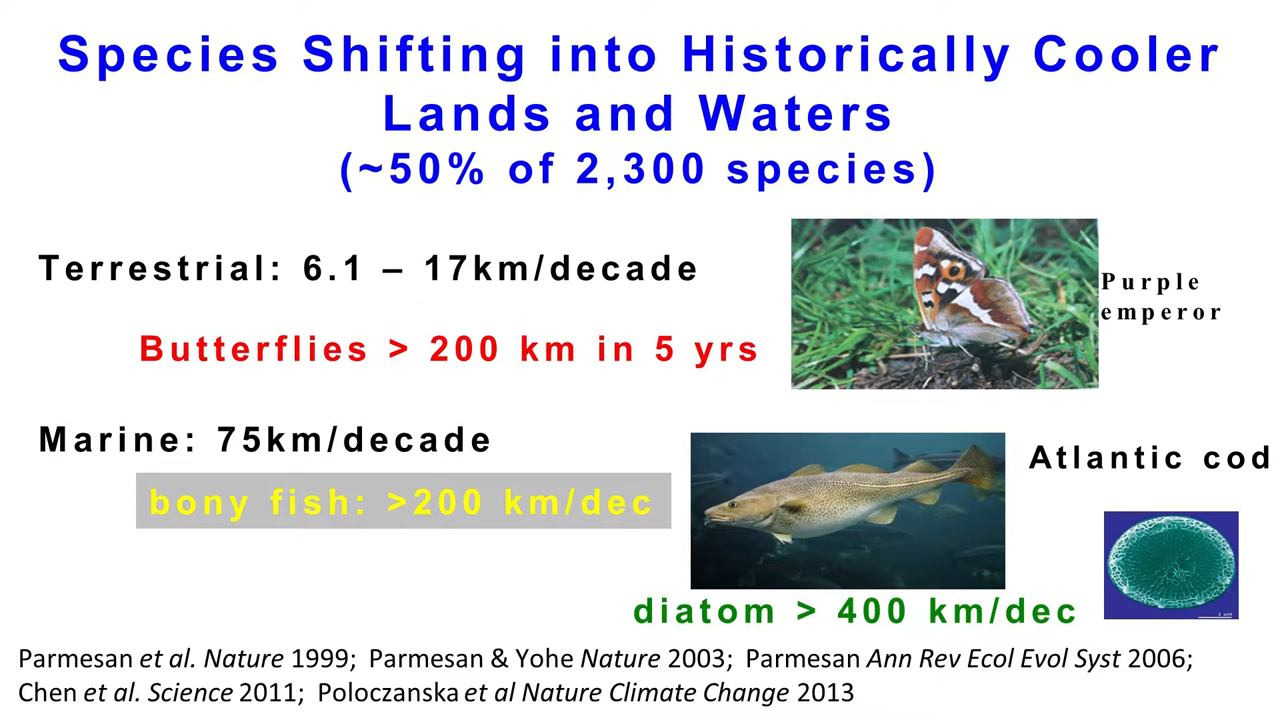 Species Shifting into Historically Cooler
Lands and Waters
(~50% of 2,300 species)
Terrestrial: 6.1 – 17km/decade
Purple
emperor
Butterflies > 200 km in 5 yrs
Marine: 75km/decade
Atlantic cod
bony fish: >200 km/dec
diatom > 400 km/dec
Parmesan et al. Nature 1999; Parmesan & Yohe Nature 2003; Parmesan Ann Rev Ecol Evol Syst 2006;
Chen et al. Science 2011; Poloczanska et al Nature Climate Change 2013